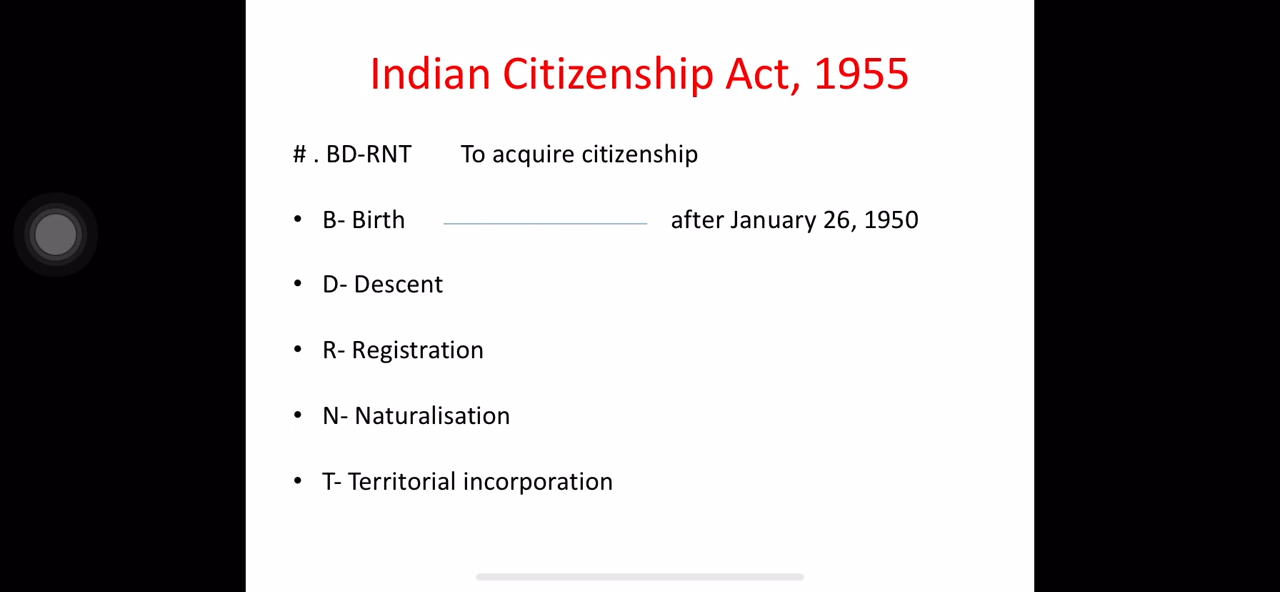 Indian Citizenship Act, 1955
# . BD-RNT To acquire citizenship
• B- Birth after January 26, 1950
• D- Descent
• R- Registration
• N- Naturalisation
• T- Territorial incorporation